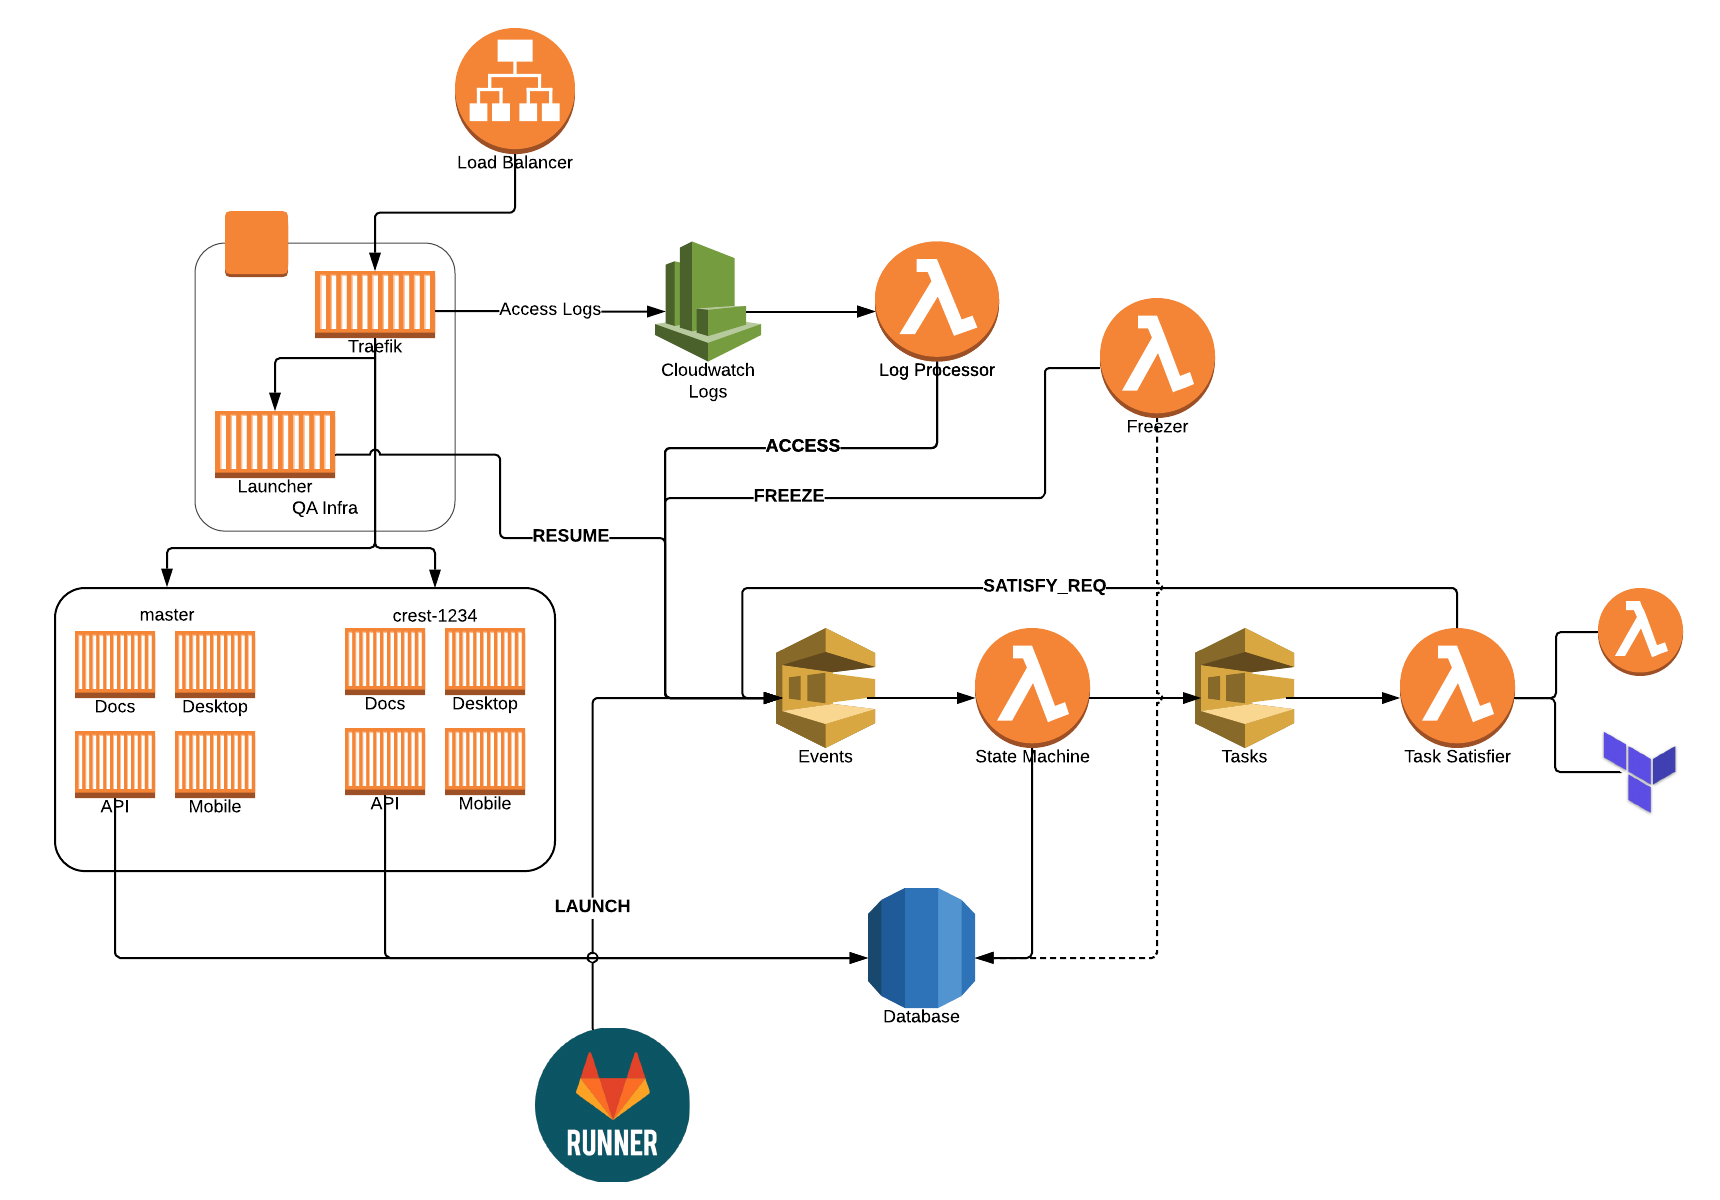 Load Balancer
Traefik
Access Logs
Cloudwatch
Logs
Log Processor
Freezer
Launcher
QA Infra
ACCESS
FREEZE
RESUME
SATISFY_REQ
master
crest-1234
Docs
Desktop
Docs
Desktop
API
Mobile
API
Mobile
Events
State Machine
Tasks
Task Satisfier
LAUNCH
Database
RUNNER